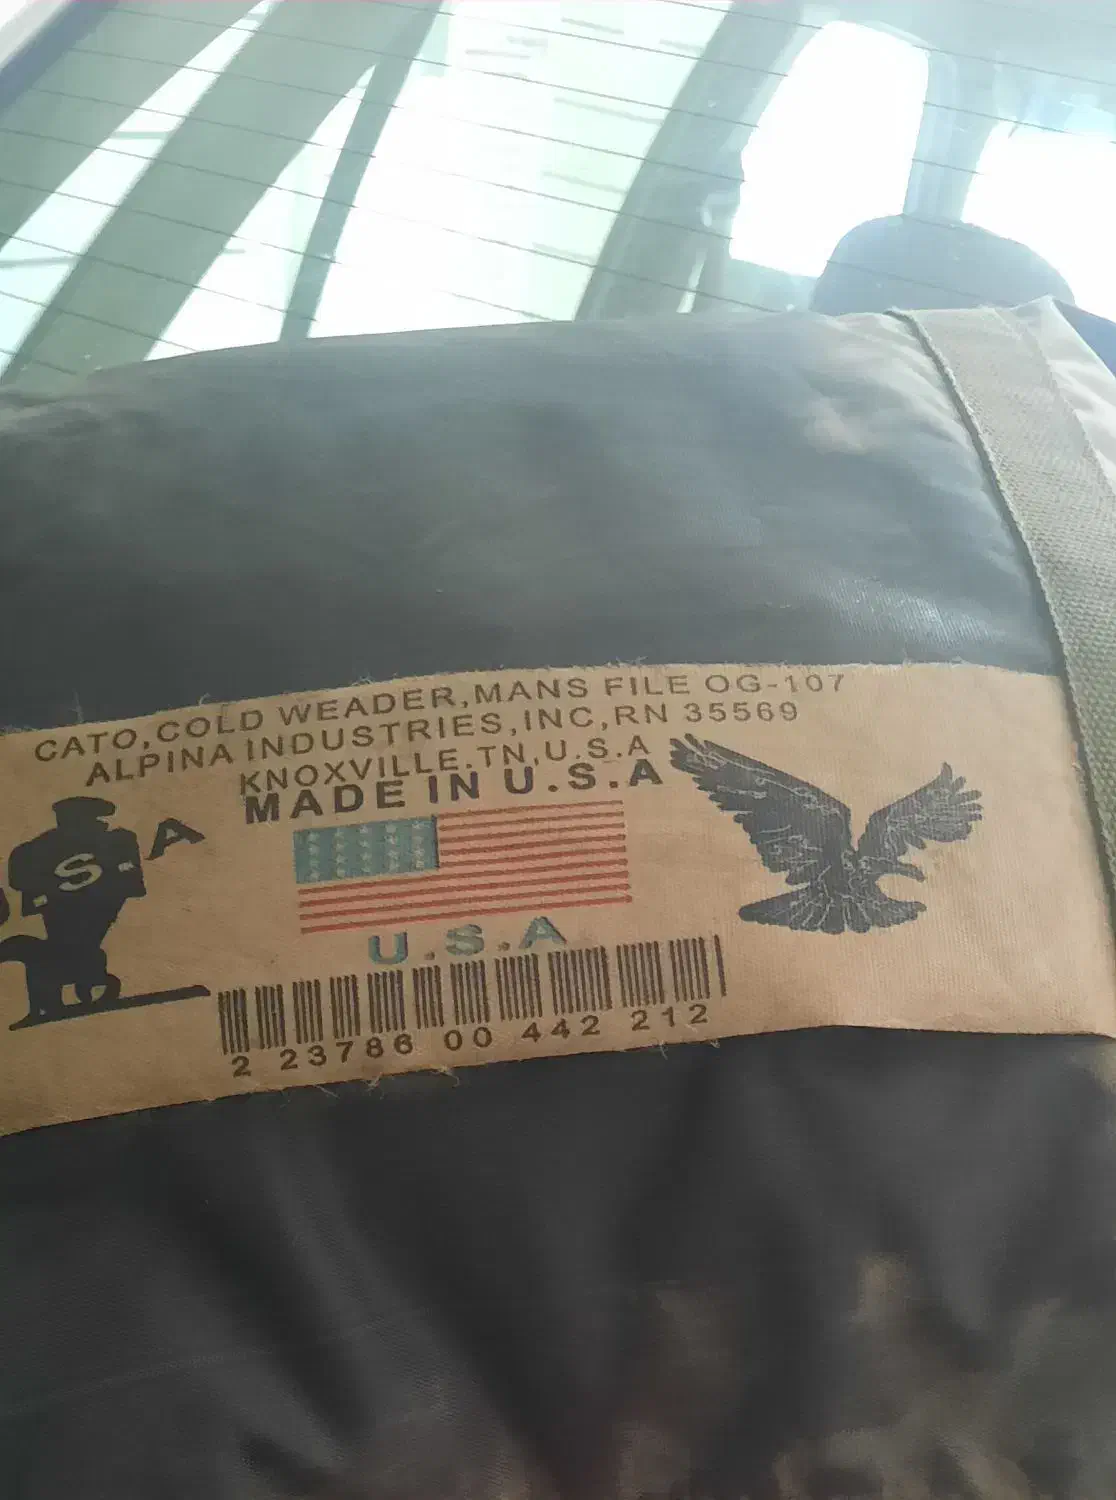 CATO,COLD WEADER,MANS FILE OG-107
ALPINA INDUSTRIES,INC,RN 35569
KNOXVILLE.TN,U.S.A
MADE IN U.S.A
.S.A
U.S.A
2 23786 00 442 212